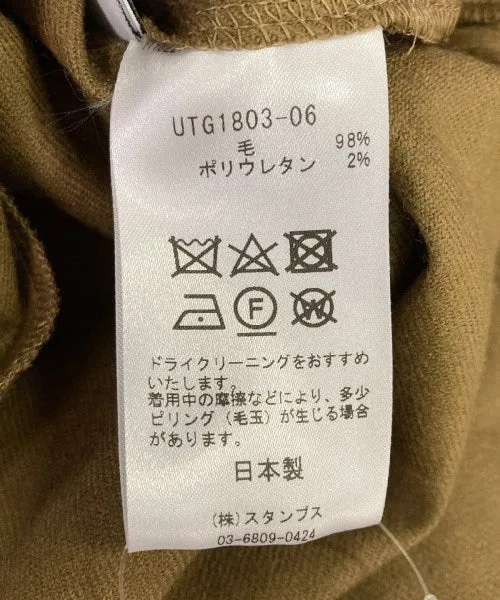 UTG1803-06
毛 98%
ポリウレタン 2%
F
W
ドライクリーニングをおすすめ
いたします。
着用中の摩擦などにより、多少
ピリング（毛玉）が生じる場合
があります。
日本製
（株）スタンプス
03-6809-0424